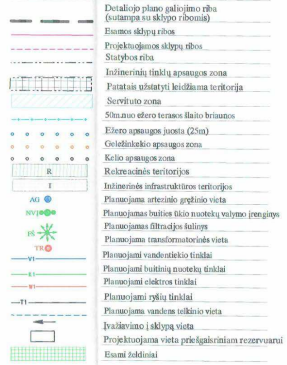 Detaliojo plano galiojimo riba
(sutampa su sklypo ribomis)
Esamos sklypų ribos
Projektuojamos sklypų ribos
Statybos riba
Inžinerinių tinklų apsaugos zona
Patatais užstatyti leidžiama teritorija
Servituto zona
50m.nuo ežero terasos šlaito briaunos
Ežero apsaugos juosta (25m)
Geležinkelio apsaugos zona
Kelio apsaugos zona
R Rekreacinės teritorijos
I Inžinerinės infrastruktūros teritorijos
AG Planuojama artezinio gręžinio vieta
NVĮ Planuojamas buities ūkio nuotekų valymo įrenginys
FŠ Planuojamas filtracijos šulinys
TR Planuojama transformatorinės vieta
V1 Planuojami vandentiekio tinklai
K1 Planuojami buitinių nuotekų tinklai
W1 Planuojami elektros tinklai
T1 Planuojami ryšių tinklai
Planuojama vandens telkinio vieta
Įvažiavimo į sklypą vieta
Projektuojama vieta priešgaisriniam rezervuarui
Esami želdiniai